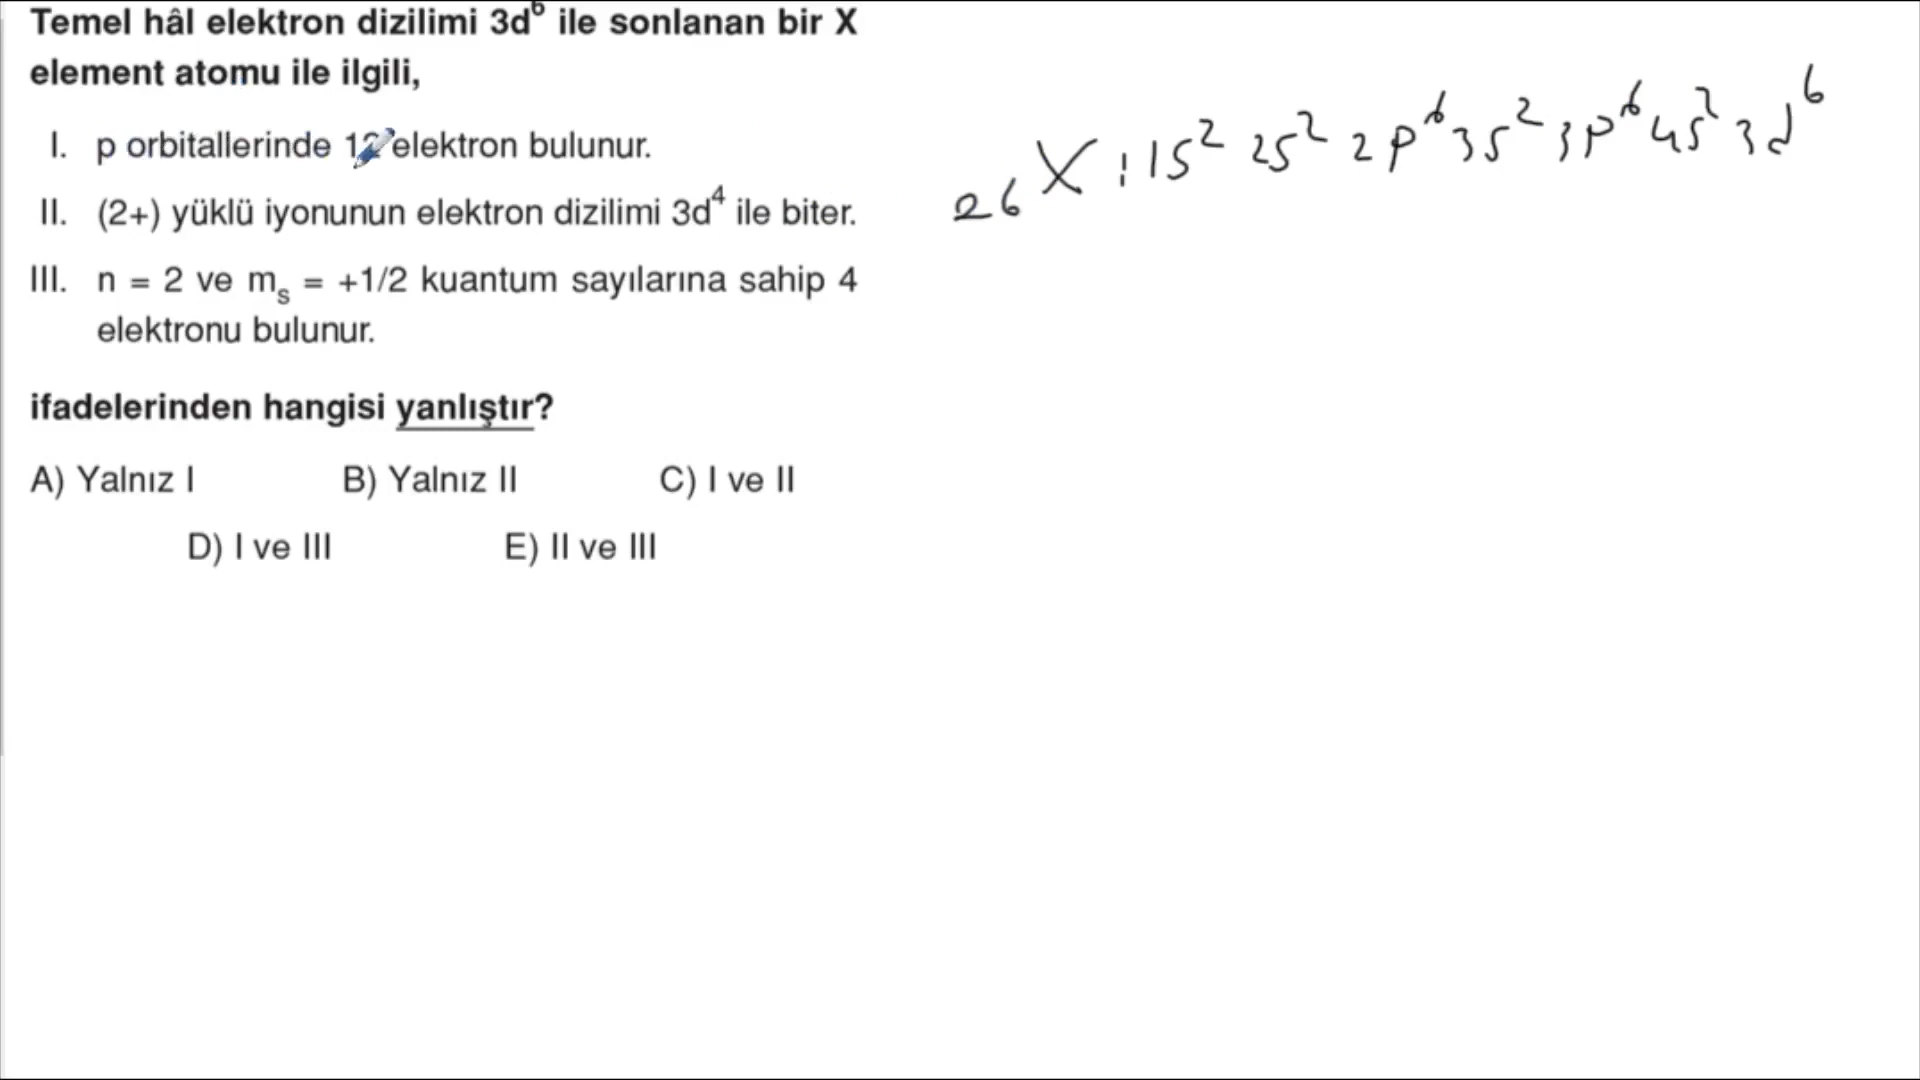 Temel hâl elektron dizilimi 3d⁶ ile sonlanan bir X
element atomu ile ilgili,
I. p orbitallerinde 12 elektron bulunur.
II. (2+) yüklü iyonunun elektron dizilimi 3d⁴ ile biter.
III. n = 2 ve mₛ = +1/2 kuantum sayılarına sahip 4
elektronu bulunur.
ifadelerinden hangisi yanlıştır?
A) Yalnız I B) Yalnız II C) I ve II
D) I ve III E) II ve III
₂₆X : 1s² 2s² 2p⁶ 3s² 3p⁶ 4s² 3d⁶